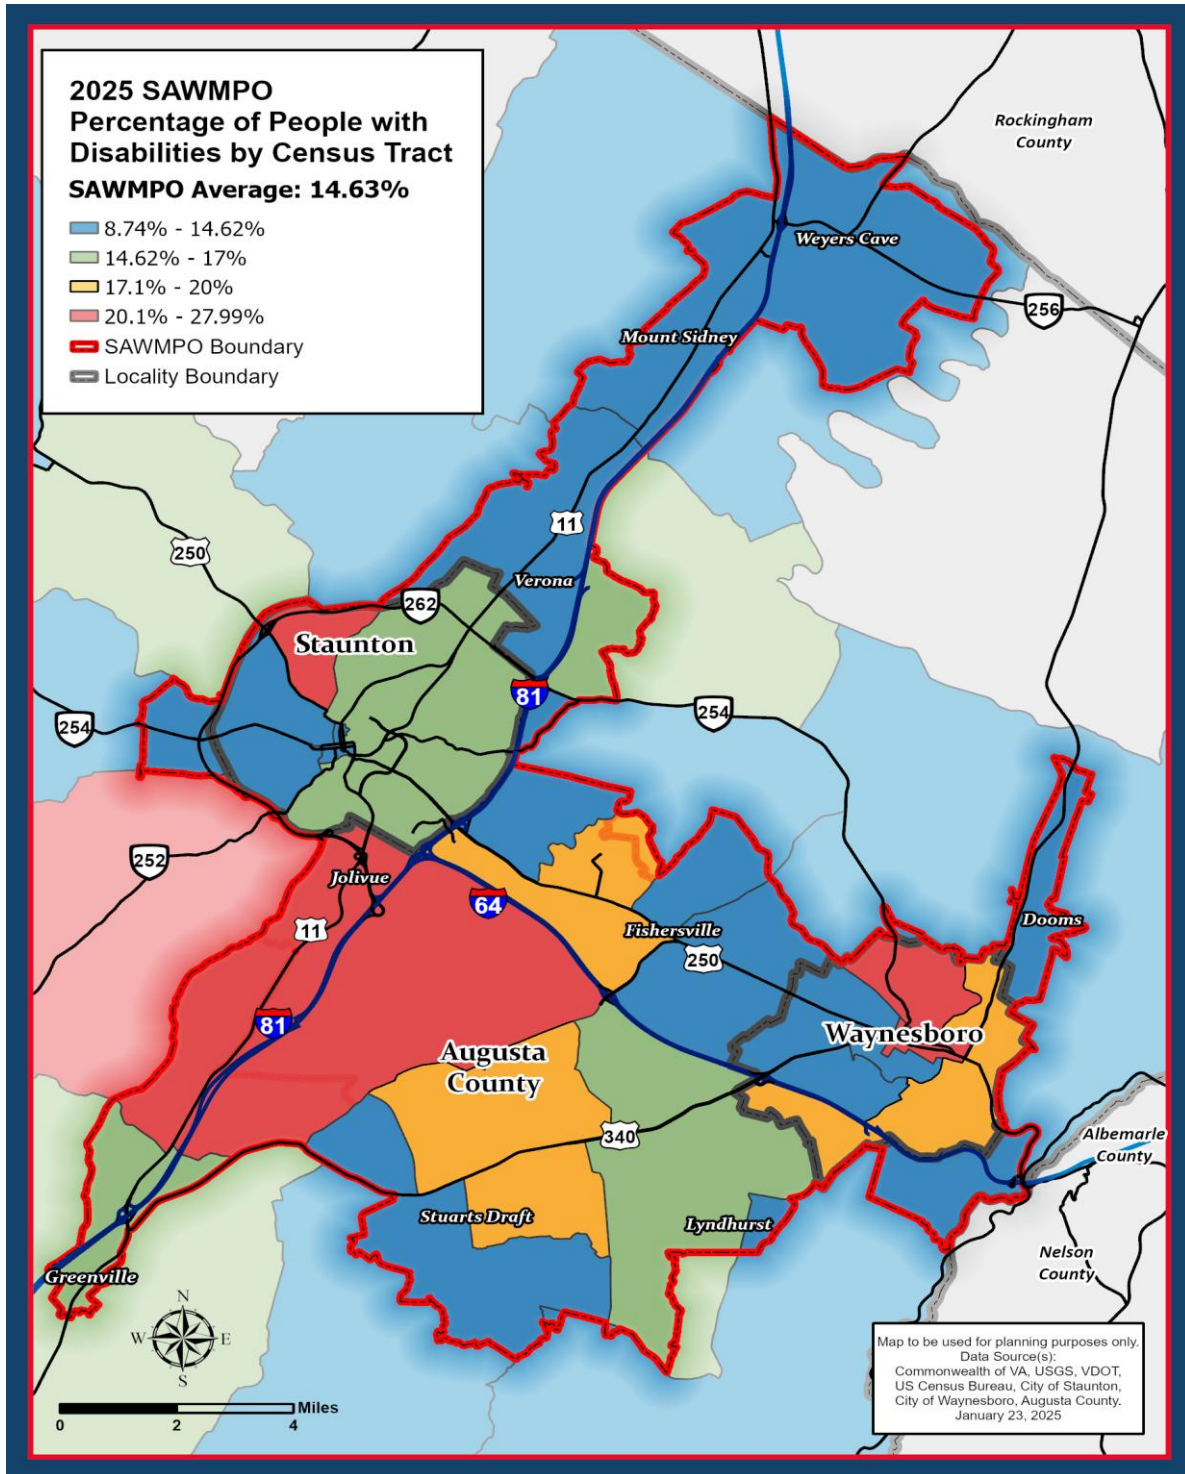 2025 SAWMPO
Percentage of People with
Disabilities by Census Tract
SAWMPO Average: 14.63%
8.74% - 14.62%
14.62% - 17%
17.1% - 20%
20.1% - 27.99%
SAWMPO Boundary
Locality Boundary
Rockingham
County
Weyers Cave
256
Mount Sidney
11
250
Verona
262
Staunton
81
254
254
252
Jolivue
64
11
Fishersville
250
Dooms
81
Waynesboro
Augusta
County
340
Albemarle
County
Stuarts Draft
Lyndhurst
Nelson
County
Greenville
N
W E
S
Miles
0 2 4
Map to be used for planning purposes only.
Data Source(s):
Commonwealth of VA, USGS, VDOT,
US Census Bureau, City of Staunton,
City of Waynesboro, Augusta County.
January 23, 2025